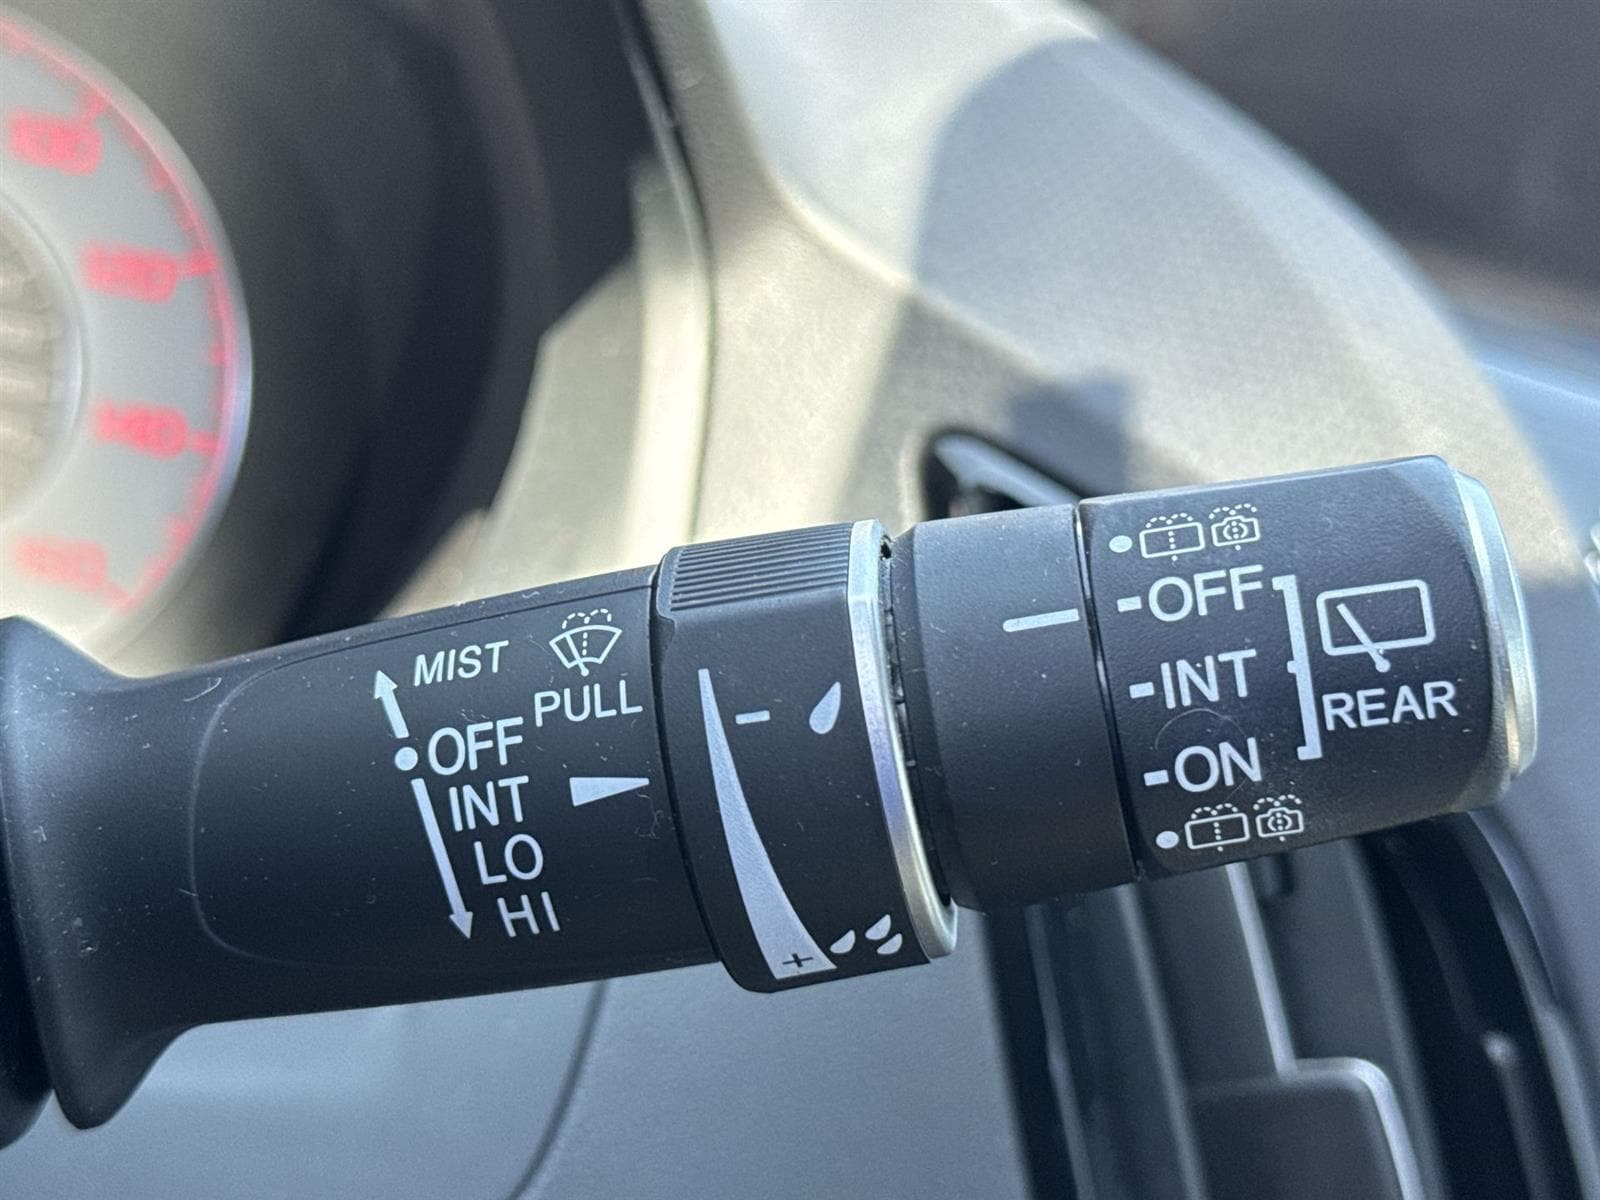 MIST
PULL
OFF
INT
LO
HI
-
+
OFF
INT
ON
REAR